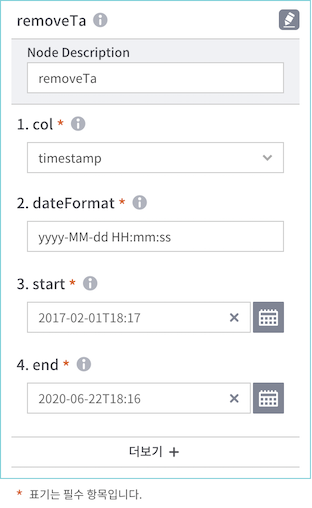 removeTa
Node Description
removeTa
1. col *
timestamp
2. dateFormat *
yyyy-MM-dd HH:mm:ss
3. start *
2017-02-01T18:17
4. end *
2020-06-22T18:16
더보기 +
* 표기는 필수 항목입니다.